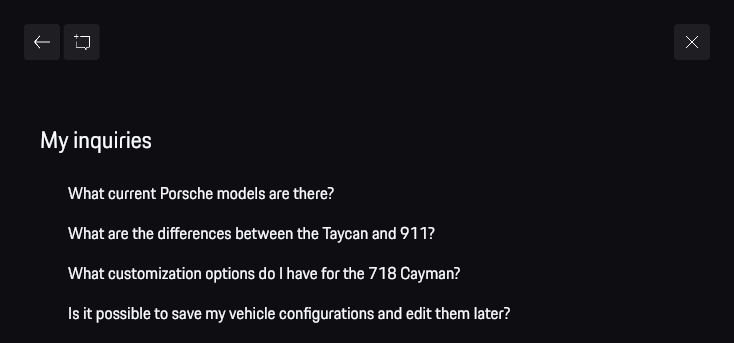 My inquiries
What current Porsche models are there?
What are the differences between the Taycan and 911?
What customization options do I have for the 718 Cayman?
Is it possible to save my vehicle configurations and edit them later?